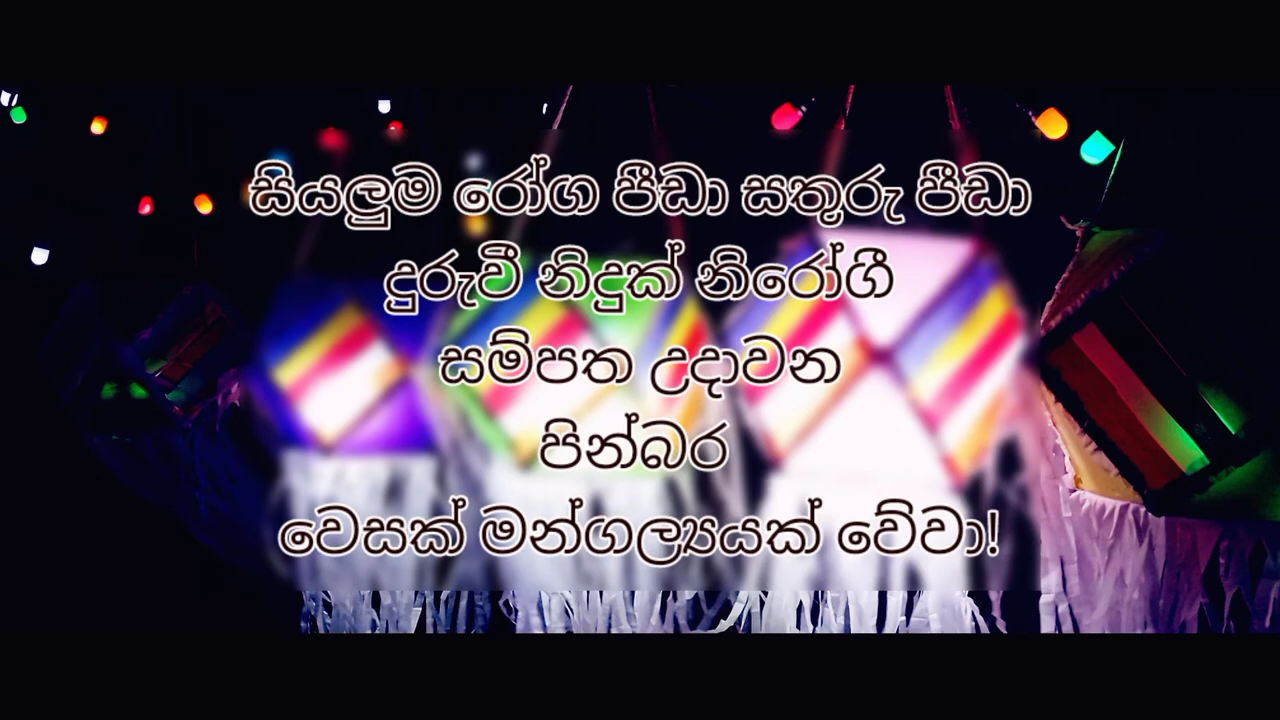 සියලුම රෝග පීඩා සතුරු පීඩා
දුරුවී නිදුක් නිරෝගී
සම්පත උදාවන
පින්බර
වෙසක් මන්ගල්‍යයක් වේවා!